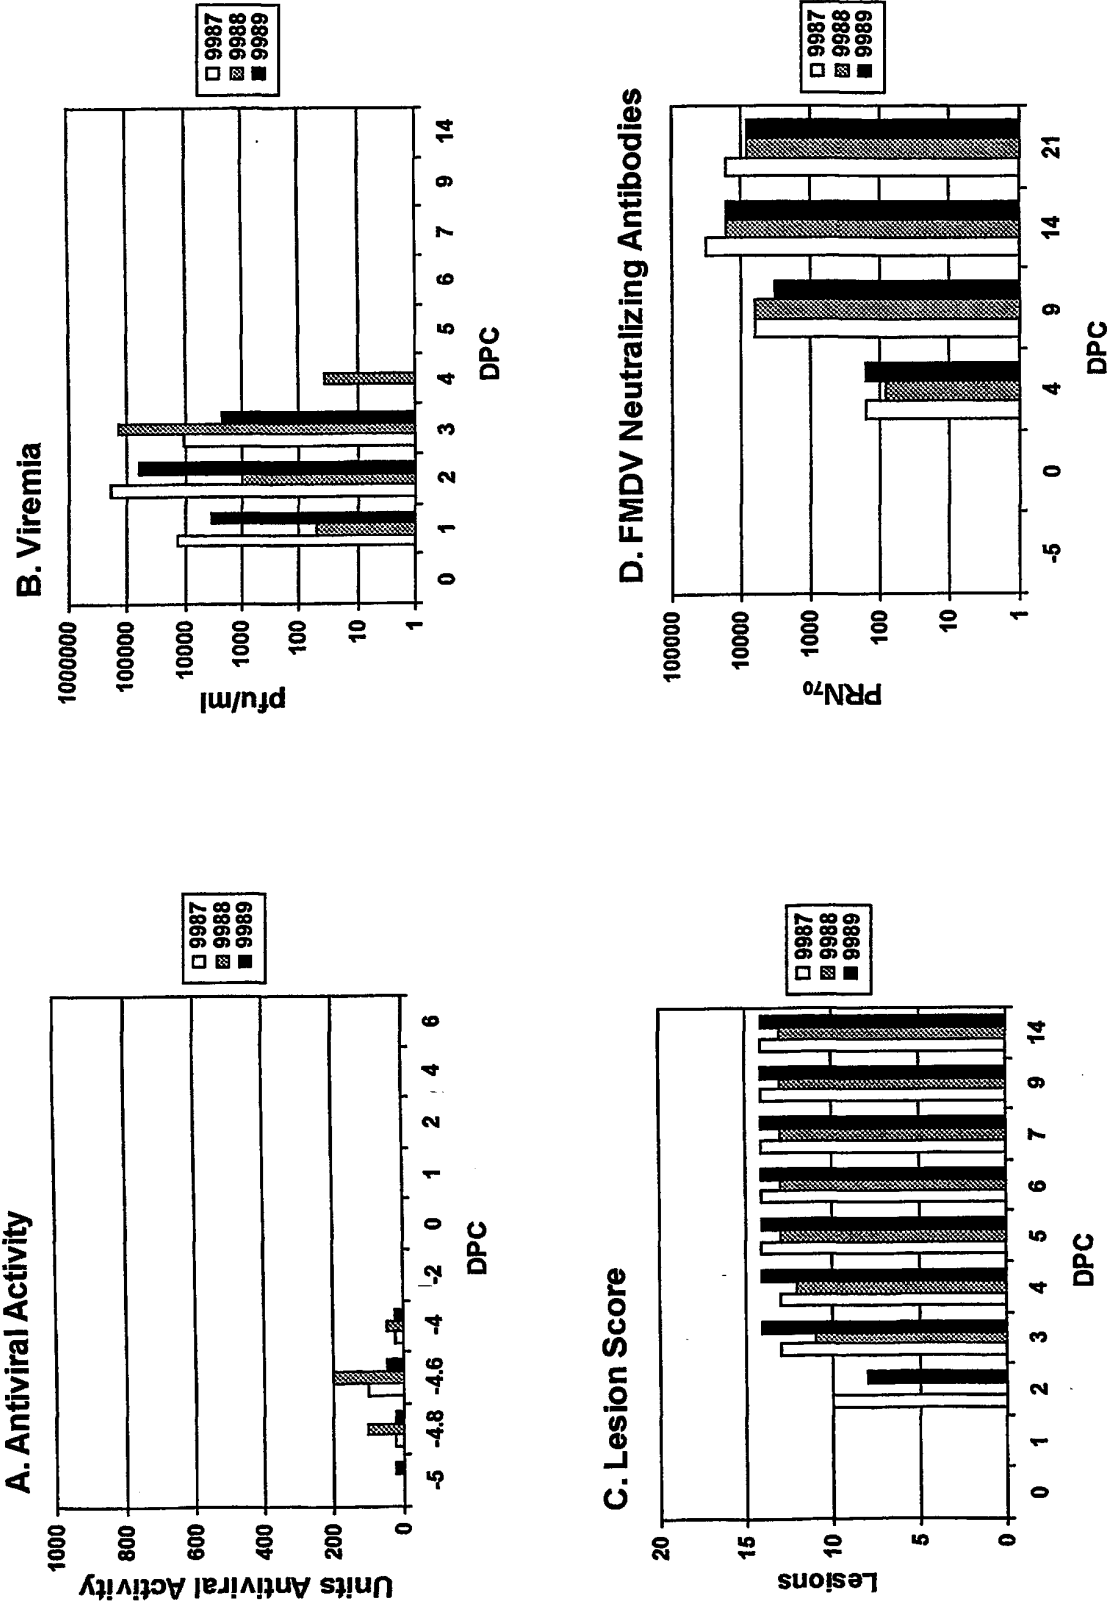 A. Antiviral Activity
Units Antiviral Activity
1000
800
600
400
200
0
-5 -4.8 -4.6 -4 -2 0 1 2 4 6
DPC
9987
9988
9989
B. Viremia
pfu/ml
1000000
100000
10000
1000
100
10
1
0 1 2 3 4 5 6 7 9 14
DPC
9987
9988
9989
C. Lesion Score
Lesions
20
15
10
5
0
0 1 2 3 4 5 6 7 9 14
DPC
9987
9988
9989
D. FMDV Neutralizing Antibodies
PRN70
100000
10000
1000
100
10
1
-5 0 4 9 14 21
DPC
9987
9988
9989